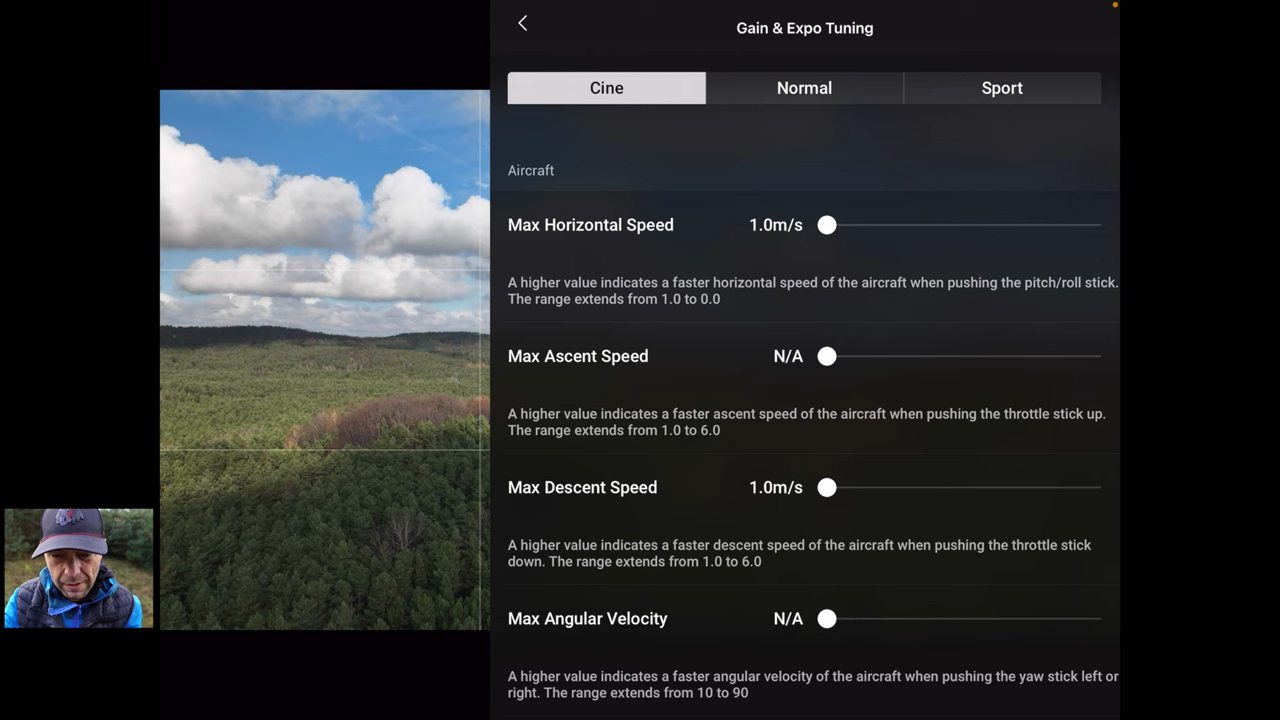 Gain & Expo Tuning
Cine
Normal
Sport
Aircraft
Max Horizontal Speed 1.0m/s
A higher value indicates a faster horizontal speed of the aircraft when pushing the pitch/roll stick.
The range extends from 1.0 to 0.0
Max Ascent Speed N/A
A higher value indicates a faster ascent speed of the aircraft when pushing the throttle stick up.
The range extends from 1.0 to 6.0
Max Descent Speed 1.0m/s
A higher value indicates a faster descent speed of the aircraft when pushing the throttle stick
down. The range extends from 1.0 to 6.0
Max Angular Velocity N/A
A higher value indicates a faster angular velocity of the aircraft when pushing the yaw stick left or
right. The range extends from 10 to 90